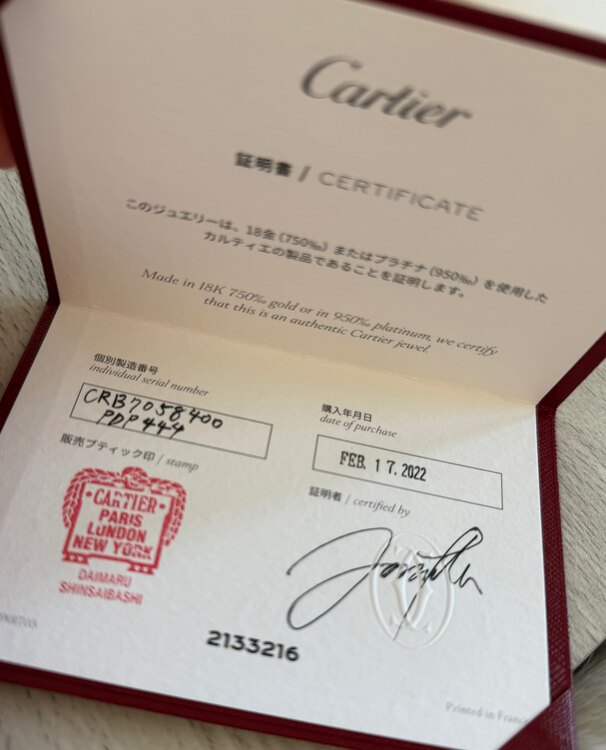 Cartier
証明書 / CERTIFICATE
このジュエリーは、18金(750‰)またはプラチナ(950‰)を使用した
カルティエの製品であることを証明します。
Made in 18K 750‰ gold or in 950‰ platinum, we certify
that this is an authentic Cartier jewel.
個別製造番号
individual serial number
CRB7058400
PDP444
購入年月日
date of purchase
FEB. 17. 2022
販売ブティック印 / stamp
CARTIER
PARIS
LONDON
NEW YORK
DAIMARU
SHINSAIBASHI
証明者 / certified by
2133216
Printed in France